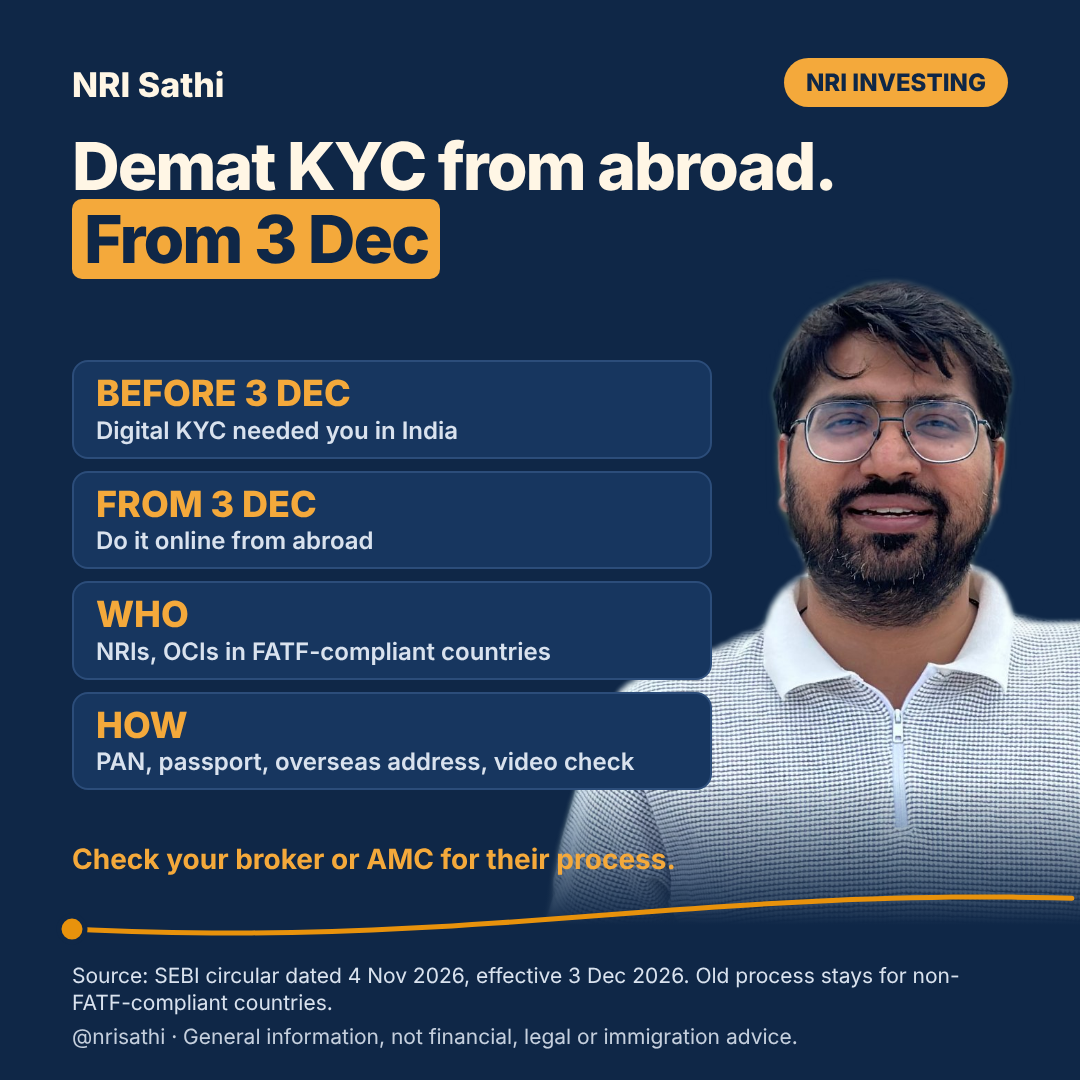 NRI Sathi
NRI INVESTING
Demat KYC from abroad.
From 3 Dec
BEFORE 3 DEC
Digital KYC needed you in India
FROM 3 DEC
Do it online from abroad
WHO
NRIs, OCIs in FATF-compliant countries
HOW
PAN, passport, overseas address, video check
Check your broker or AMC for their process.
Source: SEBI circular dated 4 Nov 2026, effective 3 Dec 2026. Old process stays for non-
FATF-compliant countries.
@nrisathi · General information, not financial, legal or immigration advice.